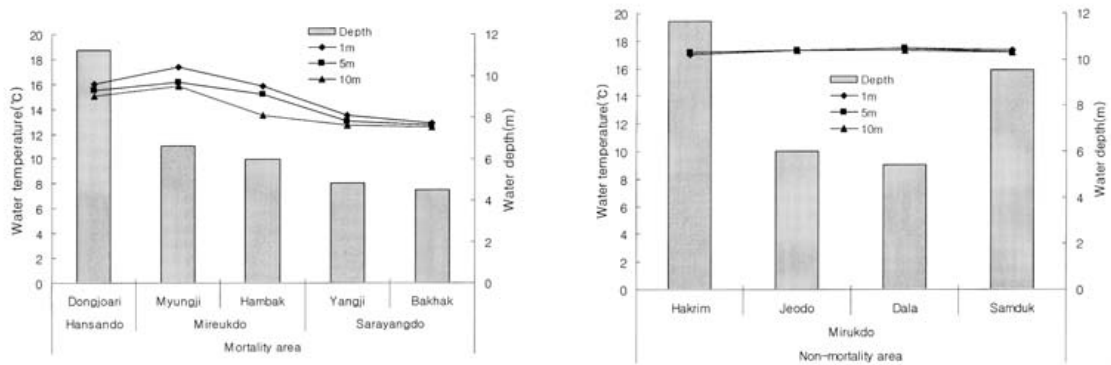 Water temperature(℃)
20
18
16
14
12
10
8
6
4
2
0
Depth
1m
5m
10m
12
10
8
6
4
2
0
Water depth(m)
Dongjoari Myungji Hambak Yangji Bakhak
Hansando Mireukdo Sarayangdo
Mortality area
Water temperature(℃)
20
18
16
14
12
10
8
6
4
2
0
Depth
1m
5m
10m
12
10
8
6
4
2
0
Water depth(m)
Hakrim Jeodo Dala Samduk
Mirukdo
Non-mortality area